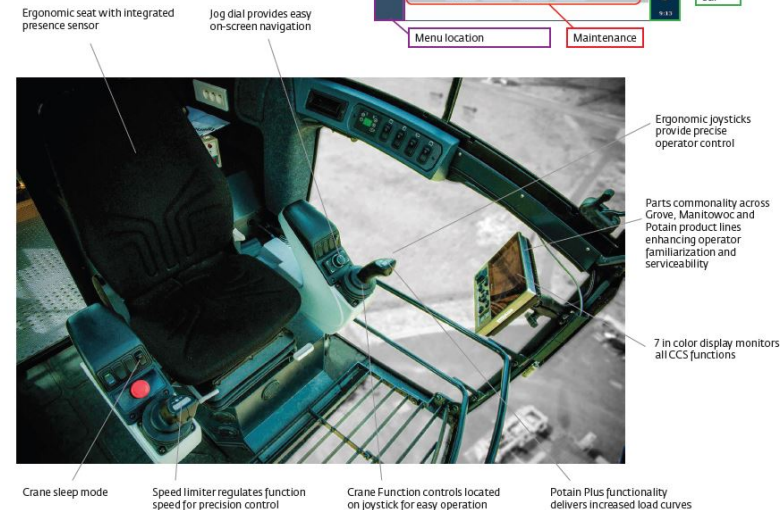 Ergonomic seat with integrated
presence sensor
Jog dial provides easy
on-screen navigation
Menu location
Maintenance
9:33
Ergonomic joysticks
provide precise
operator control
Parts commonality across
Grove, Manitowoc and
Potain product lines
enhancing operator
familiarization and
serviceability
7 in color display monitors
all CCS functions
Crane sleep mode
Speed limiter regulates function
speed for precision control
Crane Function controls located
on joystick for easy operation
Potain Plus functionality
delivers increased load curves